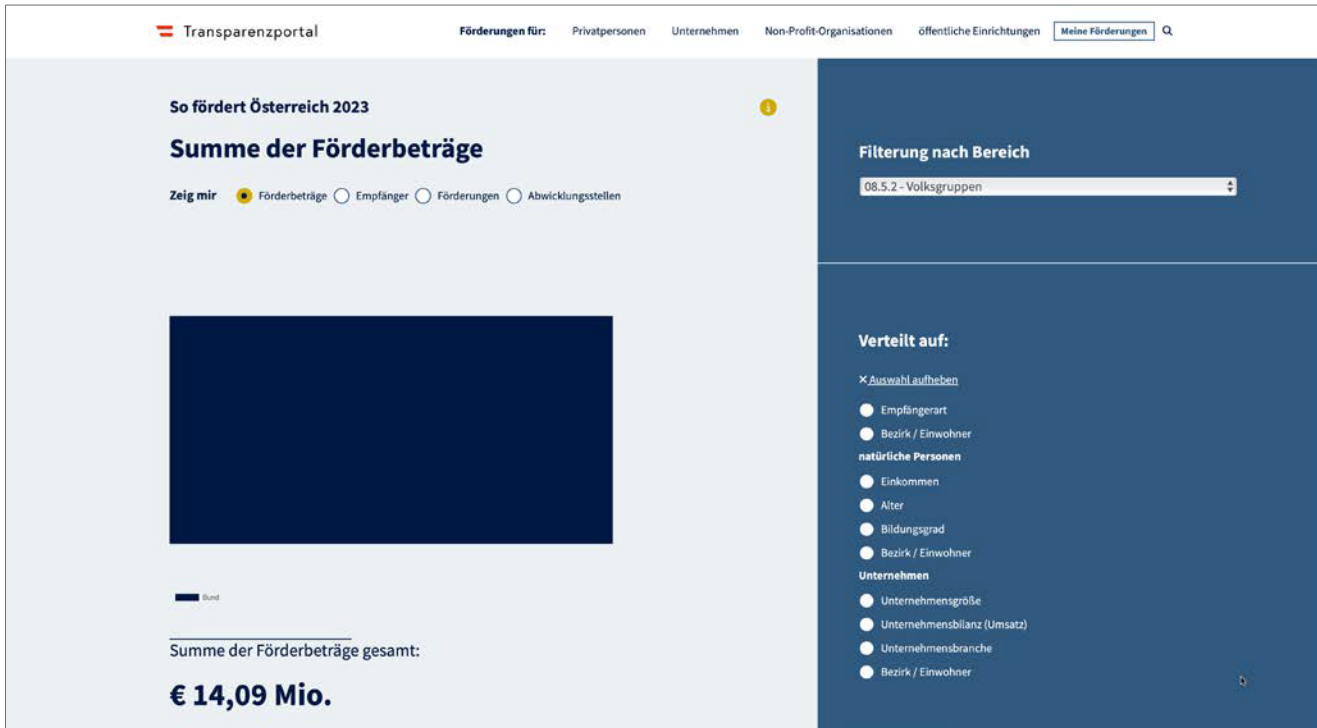 Transparenzportal
Förderungen für: Privatpersonen Unternehmen Non-Profit-Organisationen öffentliche Einrichtungen Meine Förderungen
So fördert Österreich 2023
Summe der Förderbeträge
Zeig mir Förderbeträge Empfänger Förderungen Abwicklungsstellen
Bund
Summe der Förderbeträge gesamt:
€ 14,09 Mio.
Filterung nach Bereich
08.5.2 - Volksgruppen
Verteilt auf:
× Auswahl aufheben
Empfängerart
Bezirk / Einwohner
natürliche Personen
Einkommen
Alter
Bildungsgrad
Bezirk / Einwohner
Unternehmen
Unternehmensgröße
Unternehmensbilanz (Umsatz)
Unternehmensbranche
Bezirk / Einwohner